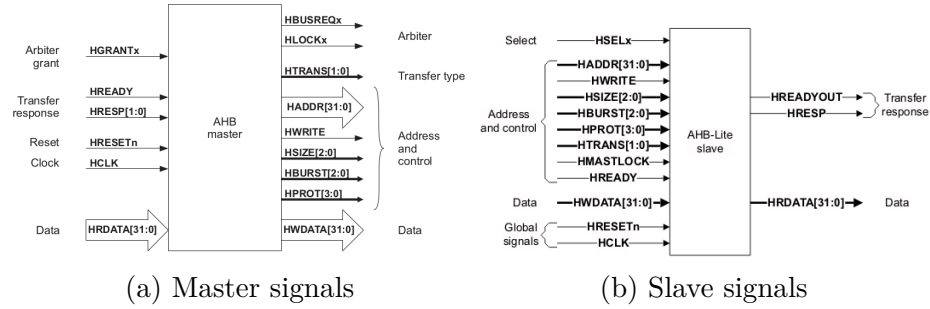 HBUSREQx
HLOCKx
Arbiter
Arbiter
grant
HGRANTx
HTRANS[1:0]
Transfer type
Transfer
response
HREADY
HRESP[1:0]
HADDR[31:0]
AHB
master
Reset
HRESETn
HWRITE
Address
and
control
Clock
HCLK
HSIZE[2:0]
HBURST[2:0]
HPROT[3:0]
Data
HRDATA[31:0]
HWDATA[31:0]
Data
(a) Master signals
Select
HSELx
Address
and control
HADDR[31:0]
HWRITE
HSIZE[2:0]
HBURST[2:0]
HPROT[3:0]
HTRANS[1:0]
HMASTLOCK
HREADY
AHB-Lite
slave
HREADYOUT
HRESP
Transfer
response
Data
HWDATA[31:0]
HRDATA[31:0]
Data
Global
signals
HRESETn
HCLK
(b) Slave signals